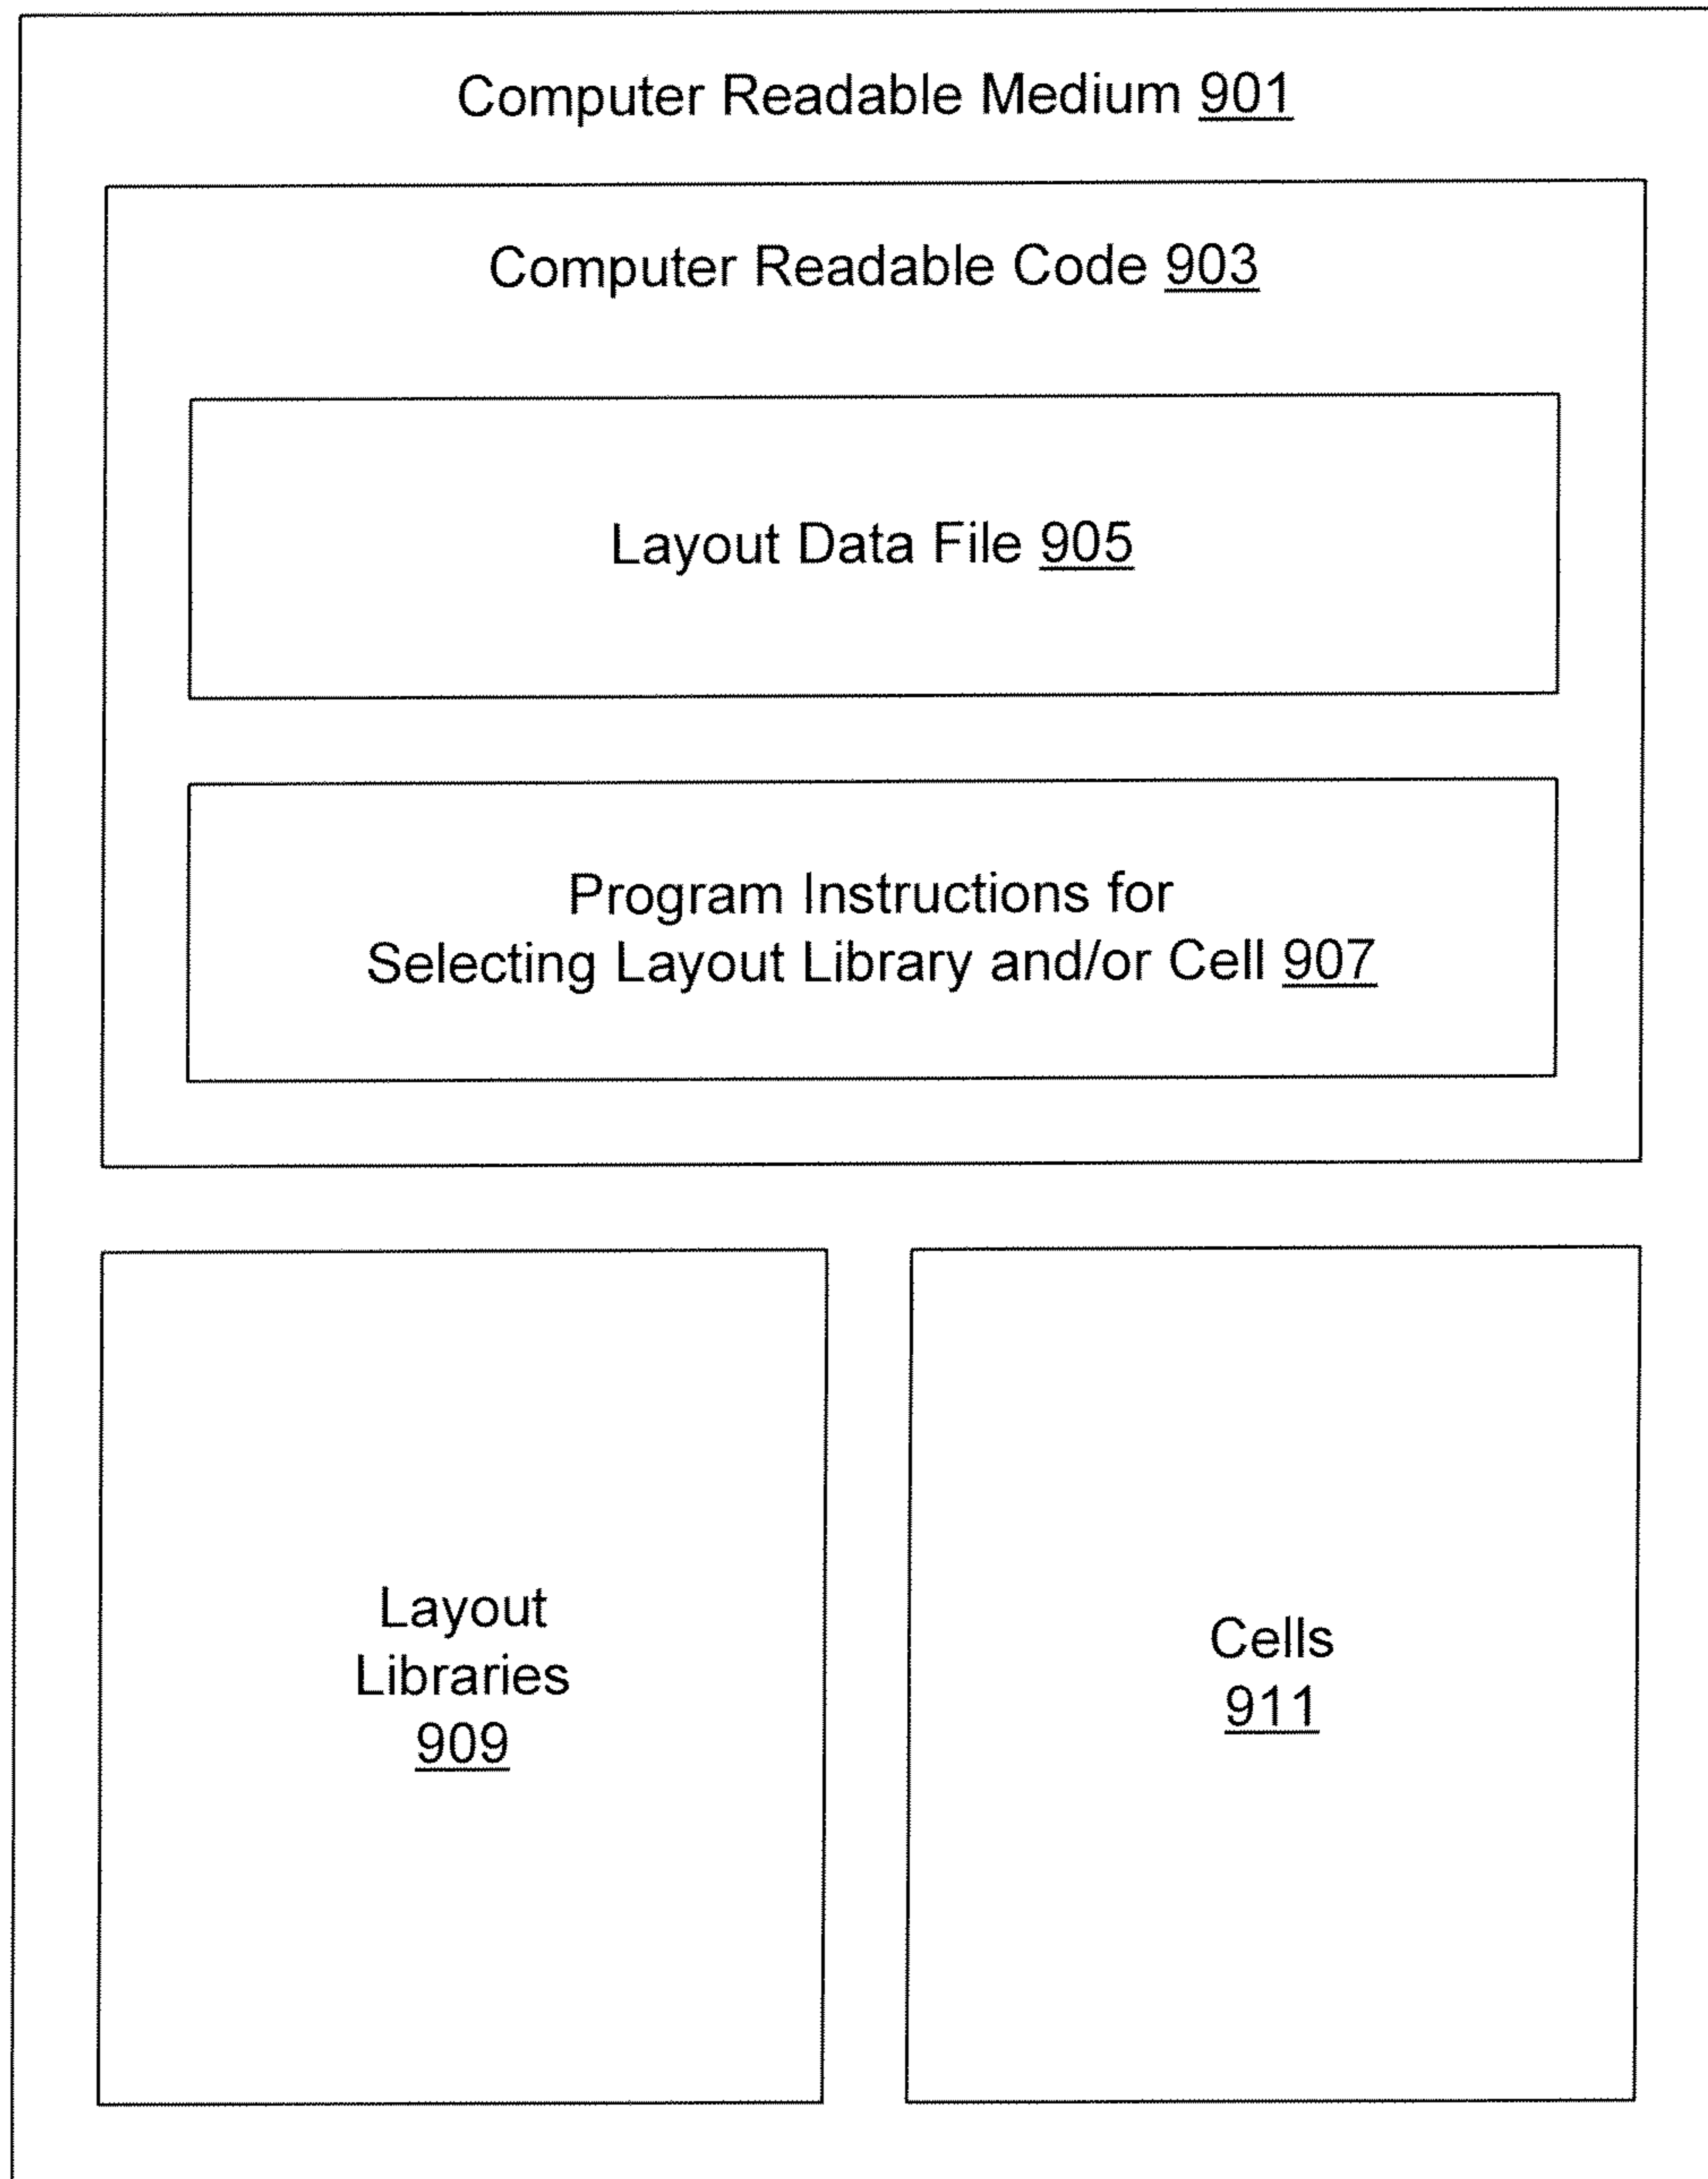 Computer Readable Medium 901
Computer Readable Code 903
Layout Data File 905
Program Instructions for
Selecting Layout Library and/or Cell 907
Layout
Libraries
909
Cells
911